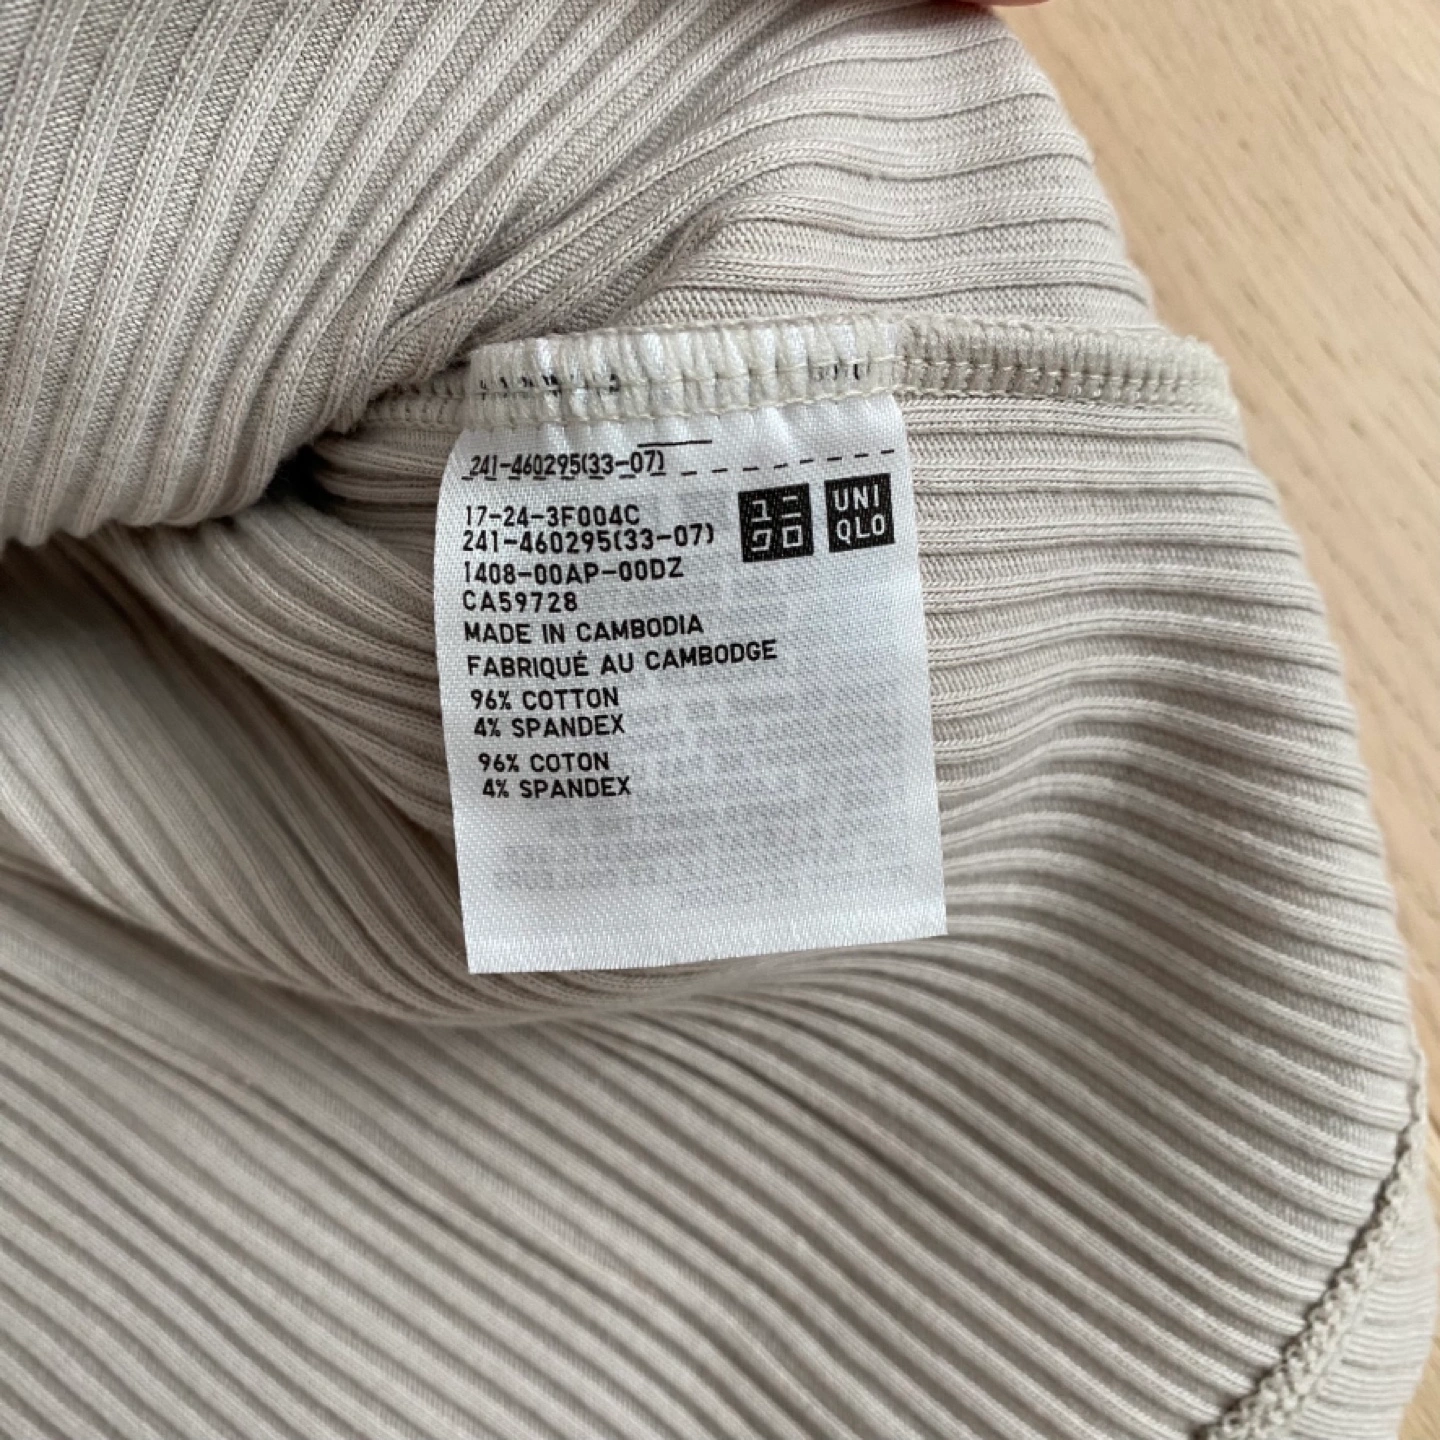 241-460295(33-07)
17-24-3F004C
241-460295(33-07)
ユニ
クロ
UNI
QLO
1408-00AP-00DZ
CA59728
MADE IN CAMBODIA
FABRIQUÉ AU CAMBODGE
96% COTTON
4% SPANDEX
96% COTON
4% SPANDEX